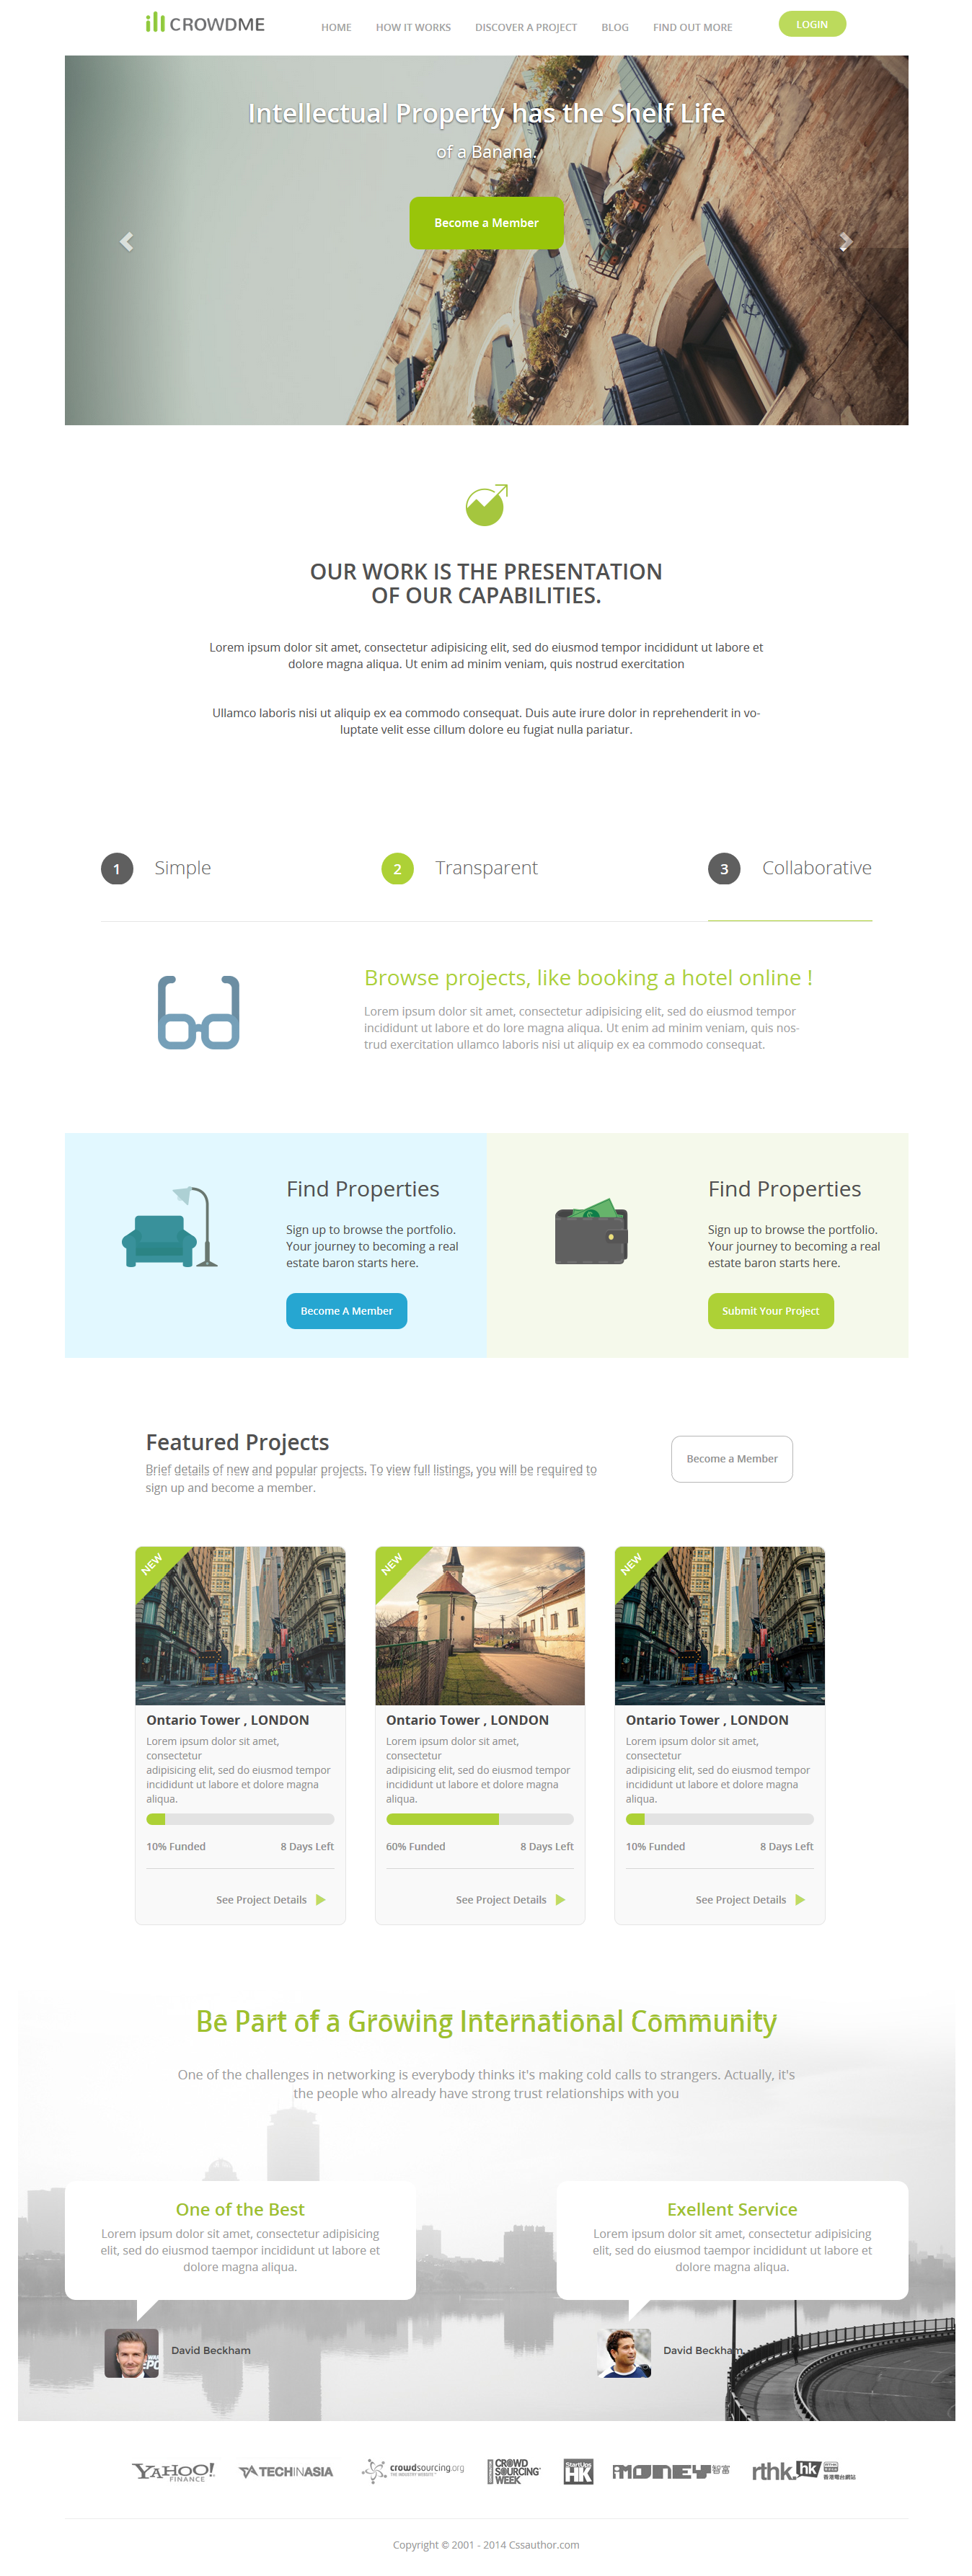 CROWDME
HOME HOW IT WORKS DISCOVER A PROJECT BLOG FIND OUT MORE LOGIN
Intellectual Property has the Shelf Life
of a Banana.
Become a Member
OUR WORK IS THE PRESENTATION
OF OUR CAPABILITIES.
Lorem ipsum dolor sit amet, consectetur adipisicing elit, sed do eiusmod tempor incididunt ut labore et
dolore magna aliqua. Ut enim ad minim veniam, quis nostrud exercitation
Ullamco laboris nisi ut aliquip ex ea commodo consequat. Duis aute irure dolor in reprehenderit in vo-
luptate velit esse cillum dolore eu fugiat nulla pariatur.
1 Simple 2 Transparent 3 Collaborative
Browse projects, like booking a hotel online !
Lorem ipsum dolor sit amet, consectetur adipisicing elit, sed do eiusmod tempor
incididunt ut labore et do lore magna aliqua. Ut enim ad minim veniam, quis nos-
trud exercitation ullamco laboris nisi ut aliquip ex ea commodo consequat.
Find Properties
Sign up to browse the portfolio.
Your journey to becoming a real
estate baron starts here.
Become A Member
Find Properties
Sign up to browse the portfolio.
Your journey to becoming a real
estate baron starts here.
Submit Your Project
Featured Projects
Brief details of new and popular projects. To view full listings, you will be required to
sign up and become a member.
Become a Member
NEW
Ontario Tower , LONDON
Lorem ipsum dolor sit amet,
consectetur
adipisicing elit, sed do eiusmod tempor
incididunt ut labore et dolore magna
aliqua.
10% Funded 8 Days Left
See Project Details
NEW
Ontario Tower , LONDON
Lorem ipsum dolor sit amet,
consectetur
adipisicing elit, sed do eiusmod tempor
incididunt ut labore et dolore magna
aliqua.
60% Funded 8 Days Left
See Project Details
NEW
Ontario Tower , LONDON
Lorem ipsum dolor sit amet,
consectetur
adipisicing elit, sed do eiusmod tempor
incididunt ut labore et dolore magna
aliqua.
10% Funded 8 Days Left
See Project Details
Be Part of a Growing International Community
One of the challenges in networking is everybody thinks it's making cold calls to strangers. Actually, it's
the people who already have strong trust relationships with you
One of the Best
Lorem ipsum dolor sit amet, consectetur adipisicing
elit, sed do eiusmod taempor incididunt ut labore et
dolore magna aliqua.
David Beckham
Exellent Service
Lorem ipsum dolor sit amet, consectetur adipisicing
elit, sed do eiusmod taempor incididunt ut labore et
dolore magna aliqua.
David Beckham
YAHOO!
FINANCE
TECHINASIA
crowdsourcing.org
THE INDUSTRY WEBSITE
CROWD
SOURCING
WEEK
HK
iMONEY 智富
rthk.hk
香港電台網站
Copyright © 2001 - 2014 Cssauthor.com